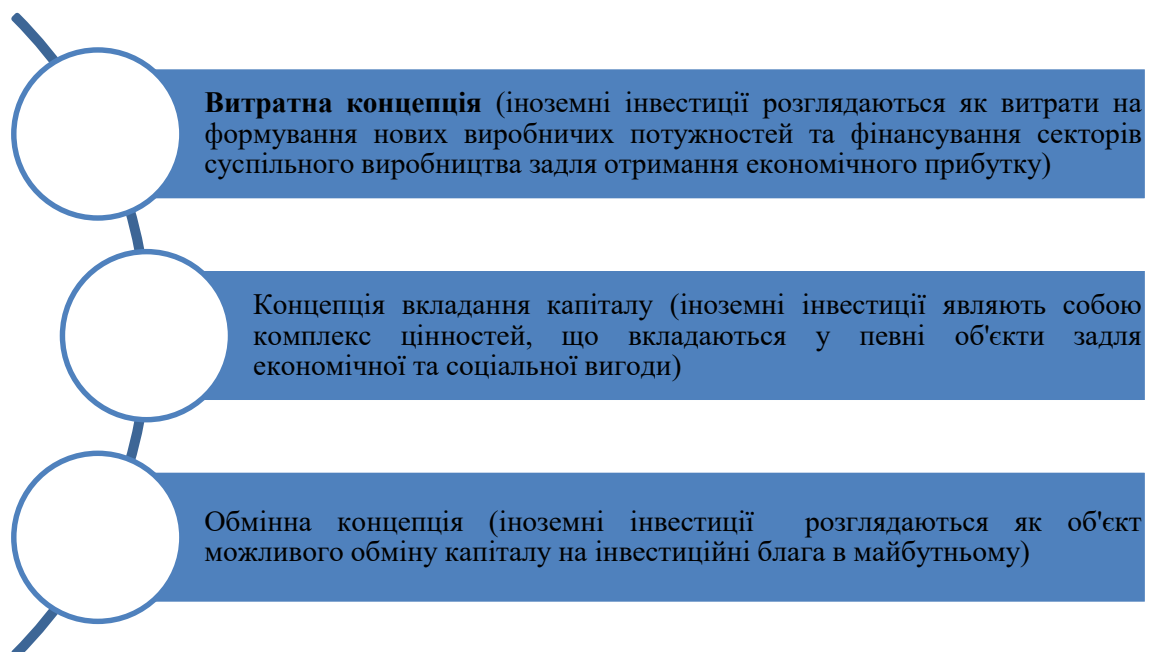 Витратна концепція (іноземні інвестиції розглядаються як витрати на
формування нових виробничих потужностей та фінансування секторів
суспільного виробництва задля отримання економічного прибутку)
Концепція вкладання капіталу (іноземні інвестиції являють собою
комплекс цінностей, що вкладаються у певні об'єкти задля
економічної та соціальної вигоди)
Обмінна концепція (іноземні інвестиції розглядаються як об'єкт
можливого обміну капіталу на інвестиційні блага в майбутньому)